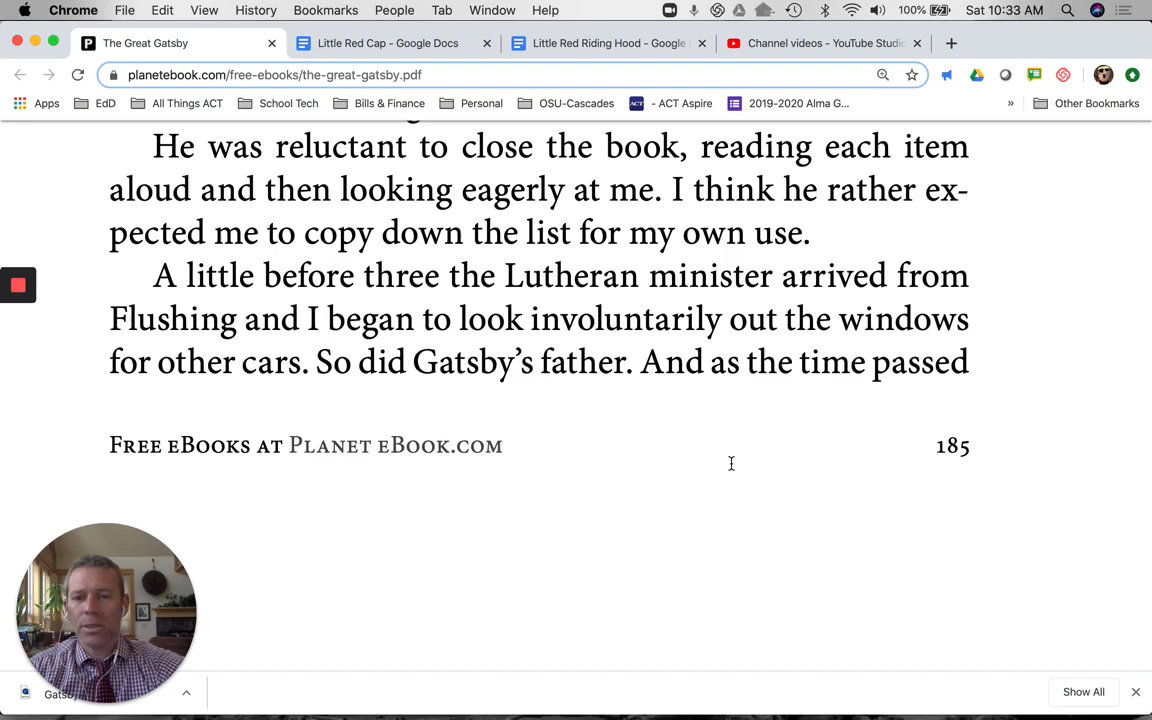 Chrome File Edit View History Bookmarks People Tab Window Help 100% Sat 10:33 AM
The Great Gatsby Little Red Cap - Google Docs Little Red Riding Hood - Google Channel videos - YouTube Studi
planetebook.com/free-ebooks/the-great-gatsby.pdf
Apps EdD All Things ACT School Tech Bills & Finance Personal OSU-Cascades - ACT Aspire 2019-2020 Alma G... » Other Bookmarks
He was reluctant to close the book, reading each item
aloud and then looking eagerly at me. I think he rather ex-
pected me to copy down the list for my own use.
A little before three the Lutheran minister arrived from
Flushing and I began to look involuntarily out the windows
for other cars. So did Gatsby’s father. And as the time passed
Free eBooks at Planet eBook.com 185
Show All